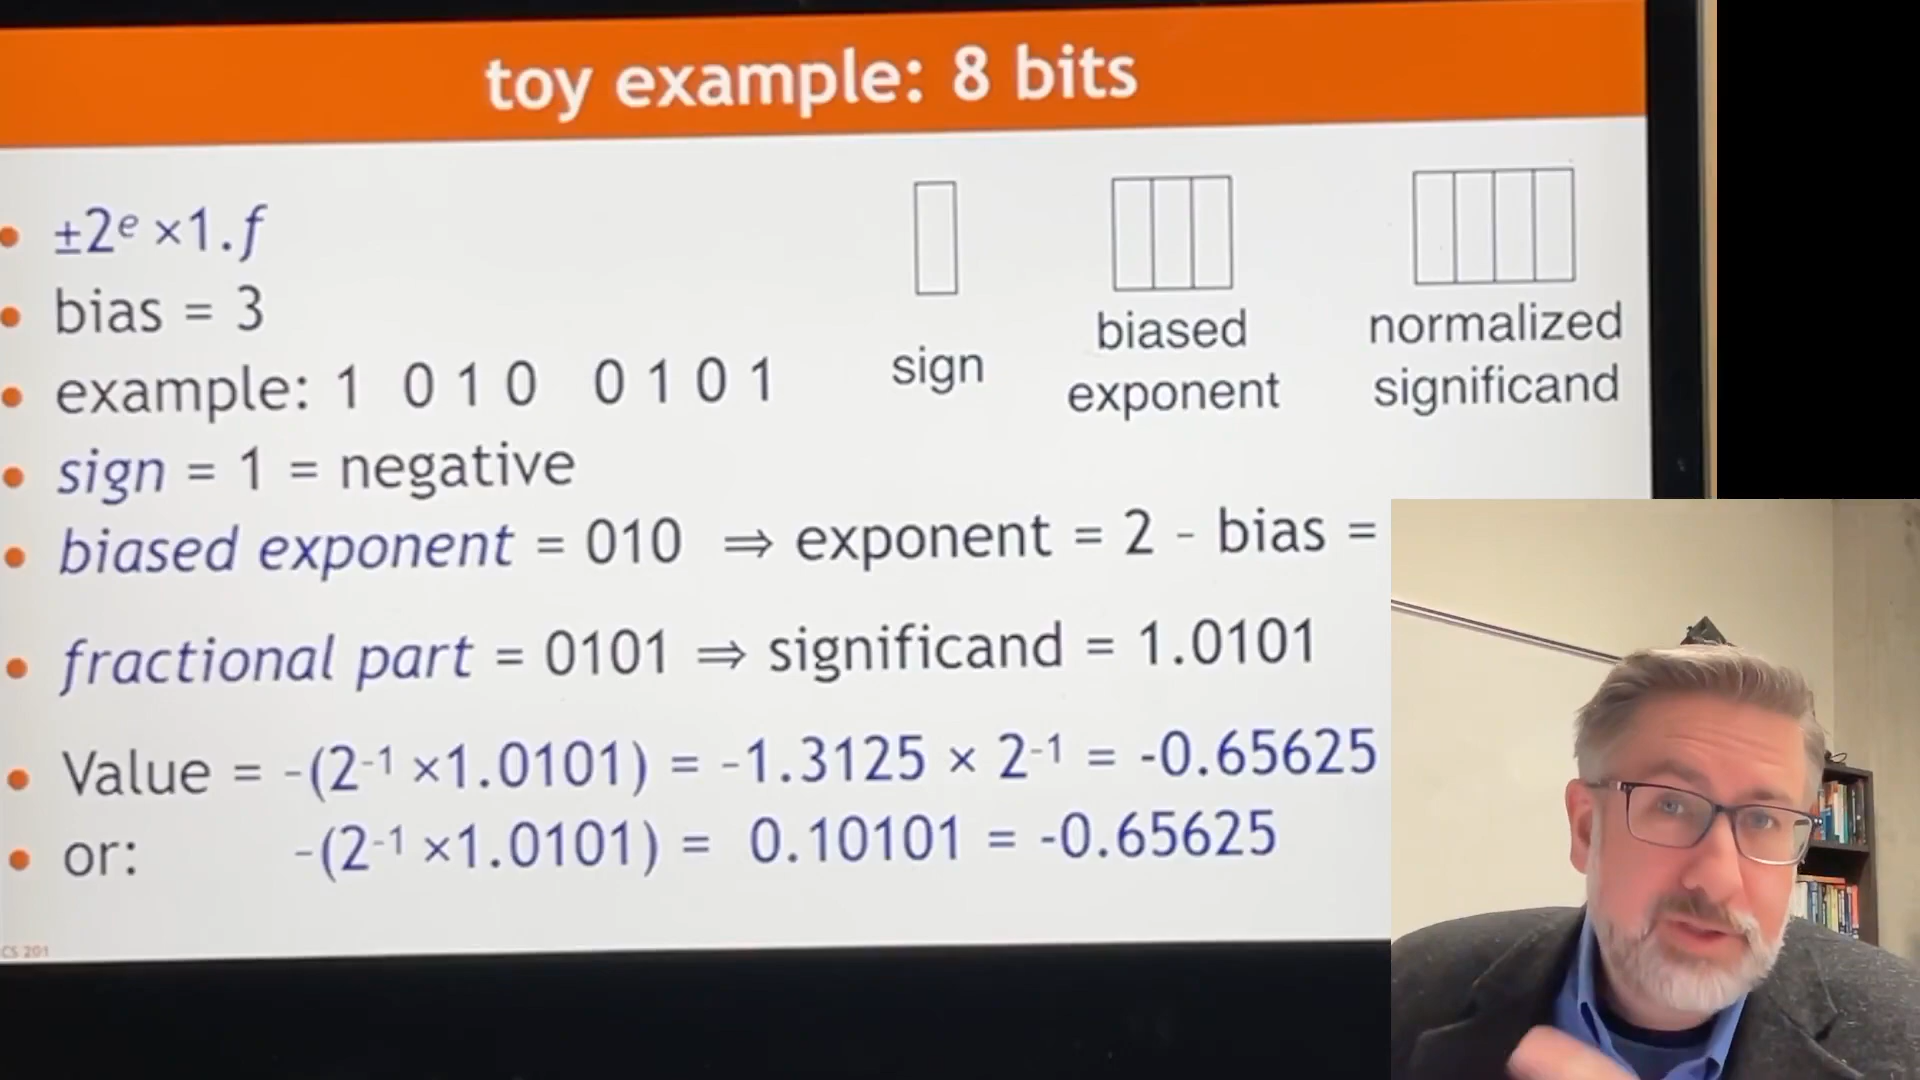 toy example: 8 bits
• ±2ᵉ ×1.f
• bias = 3
• example: 1 0 1 0 0 1 0 1
• sign = 1 = negative
• biased exponent = 010 ⇒ exponent = 2 - bias =
• fractional part = 0101 ⇒ significand = 1.0101
• Value = -(2⁻¹ ×1.0101) = -1.3125 × 2⁻¹ = -0.65625
• or: -(2⁻¹ ×1.0101) = 0.10101 = -0.65625
sign
biased
exponent
normalized
significand
CS 201